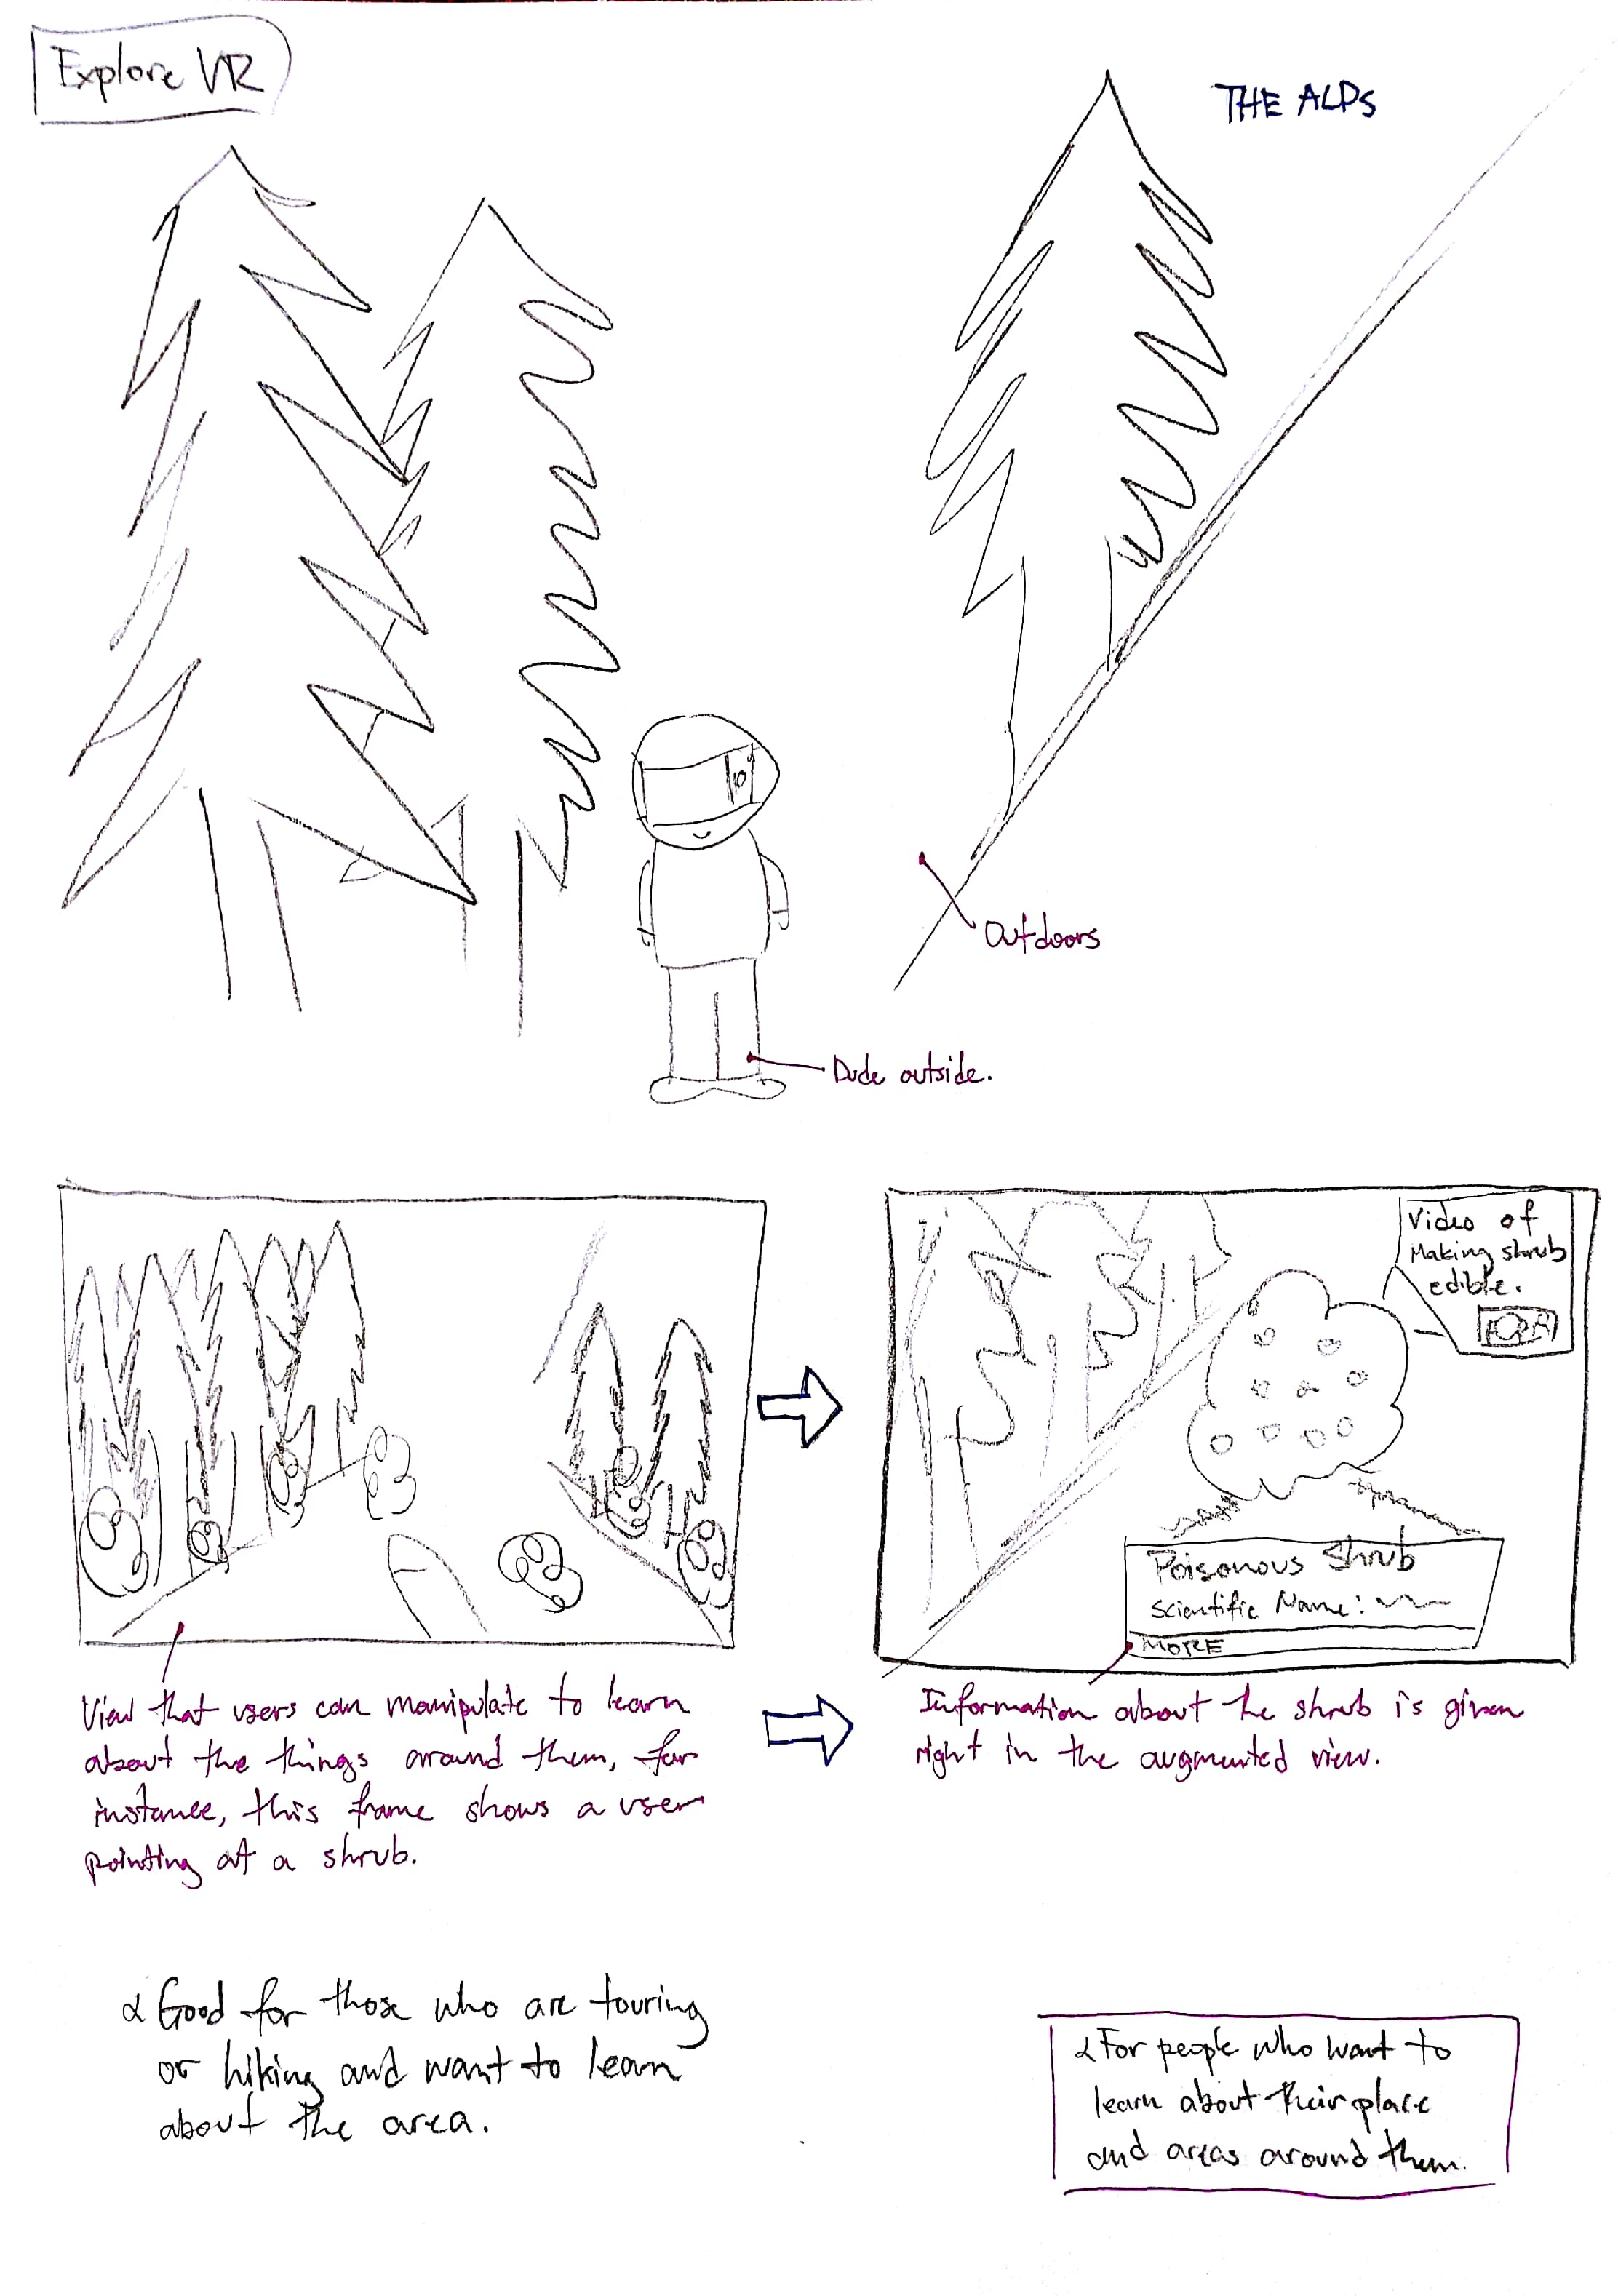 Explore VR
THE ALPS
Outdoors
Dude outside.
Video of
Making shrub
edible.
Poisonous Shrub
Scientific Name:
MORE
View that users can manipulate to learn
about the things around them, for
instance, this frame shows a user
pointing at a shrub.
Information about the shrub is given
right in the augmented view.
Good for those who are touring
or hiking and want to learn
about the area.
For people who want to
learn about their place
and areas around them.